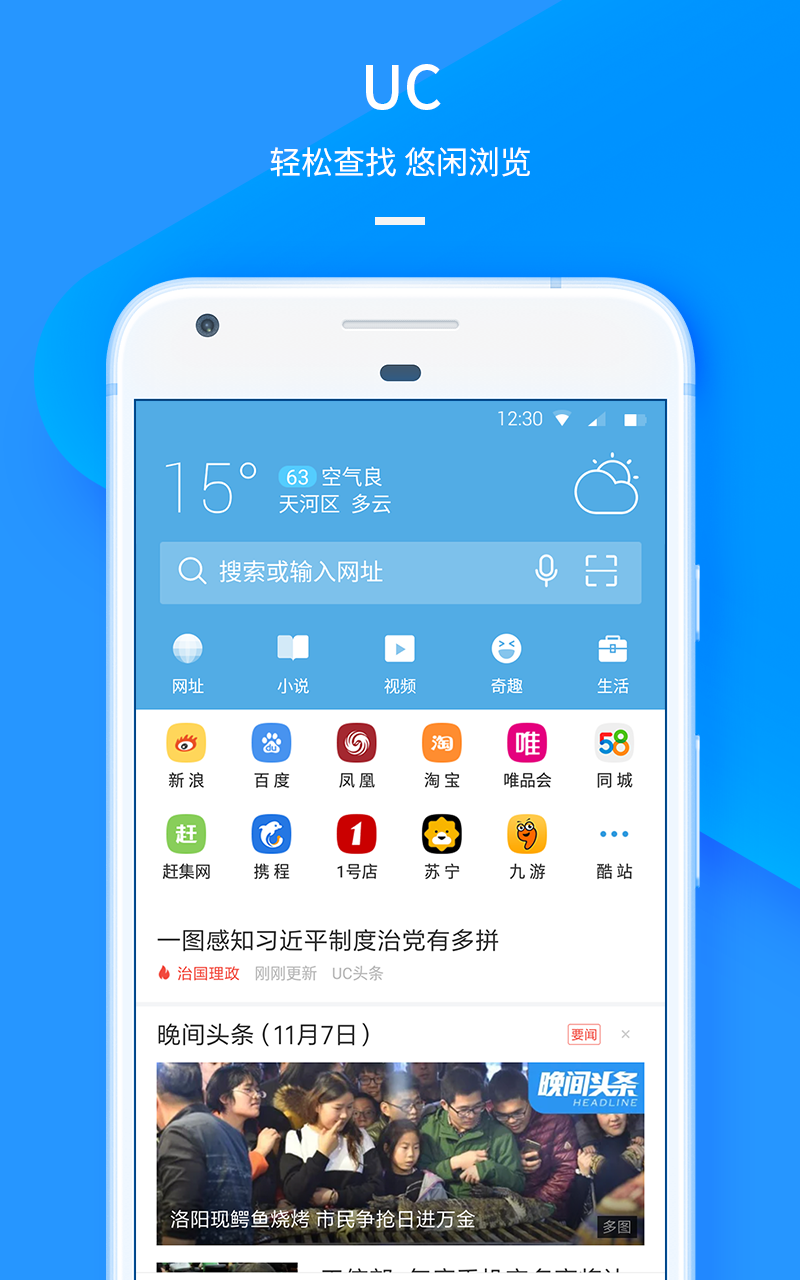 UC
轻松查找 悠闲浏览
12:30
15°
63 空气良
天河区 多云
搜索或输入网址
网址 小说 视频 奇趣 生活
du 淘 唯 58
新浪 百度 凤凰 淘宝 唯品会 同城
赶 1
赶集网 携程 1号店 苏宁 九游 酷站
一图感知习近平制度治党有多拼
治国理政 刚刚更新 UC头条
晚间头条(11月7日) 要闻 ×
晚间头条
HEADLINE
洛阳现鳄鱼烧烤 市民争抢日进万金
多图